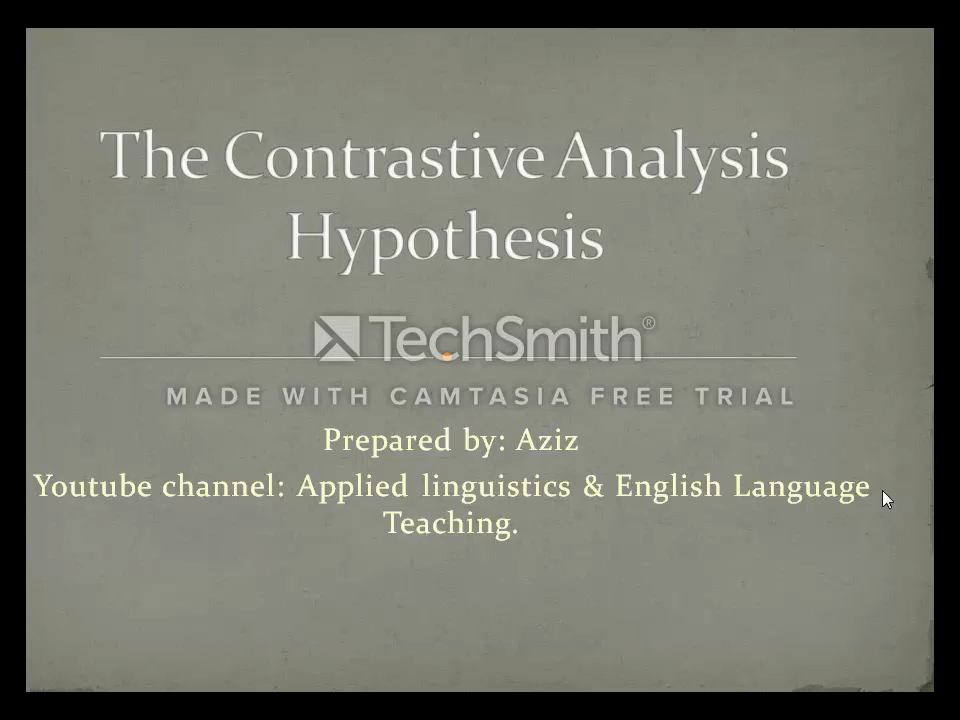 The Contrastive Analysis
Hypothesis
TechSmith®
MADE WITH CAMTASIA FREE TRIAL
Prepared by: Aziz
Youtube channel: Applied linguistics & English Language
Teaching.